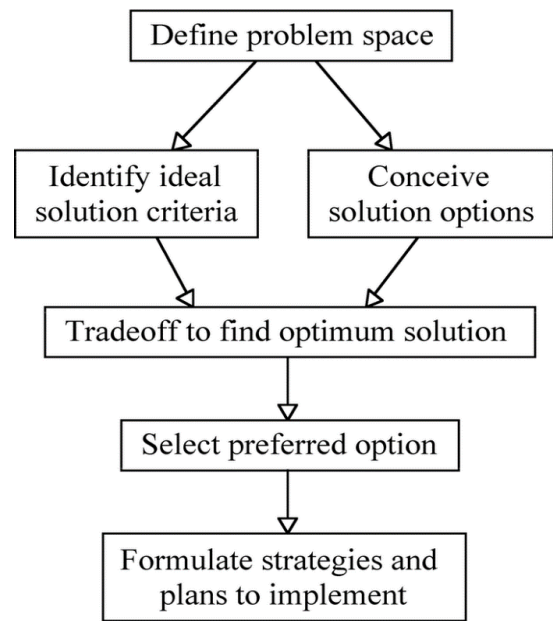 Define problem space
Identify ideal
solution criteria
Conceive
solution options
Tradeoff to find optimum solution
Select preferred option
Formulate strategies and
plans to implement